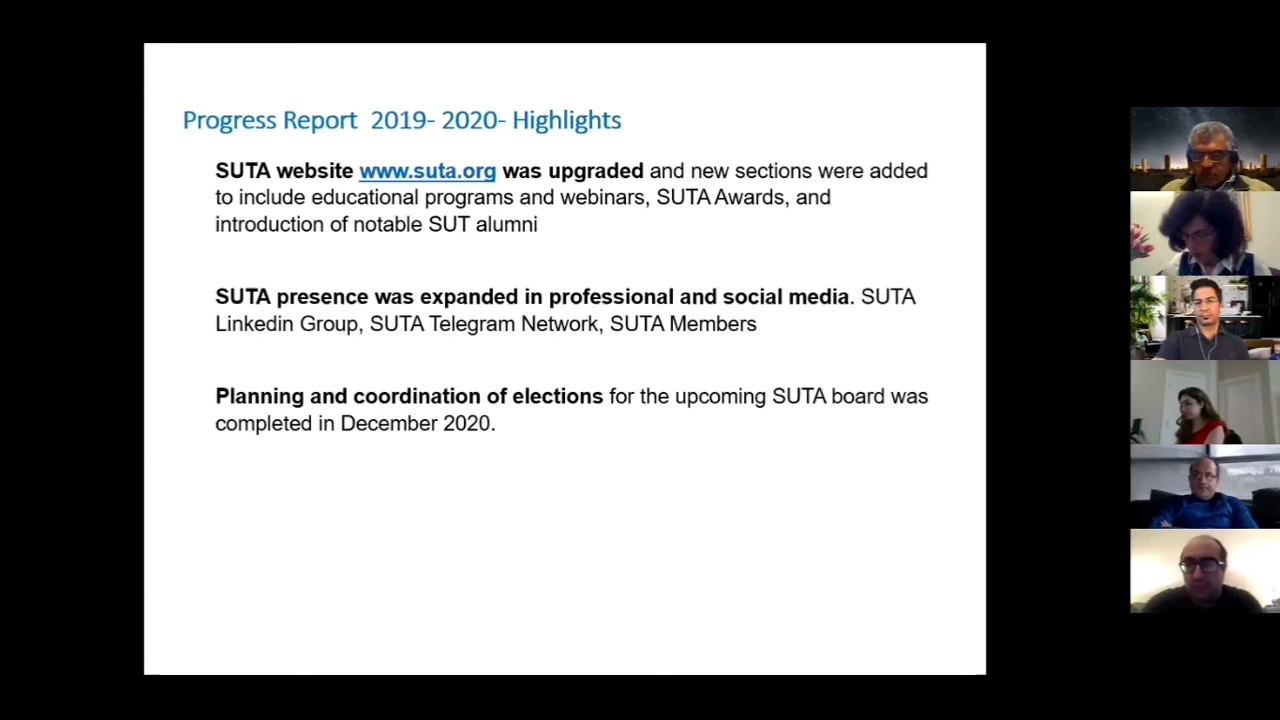 Progress Report 2019- 2020- Highlights
SUTA website www.suta.org was upgraded and new sections were added
to include educational programs and webinars, SUTA Awards, and
introduction of notable SUT alumni
SUTA presence was expanded in professional and social media. SUTA
Linkedin Group, SUTA Telegram Network, SUTA Members
Planning and coordination of elections for the upcoming SUTA board was
completed in December 2020.